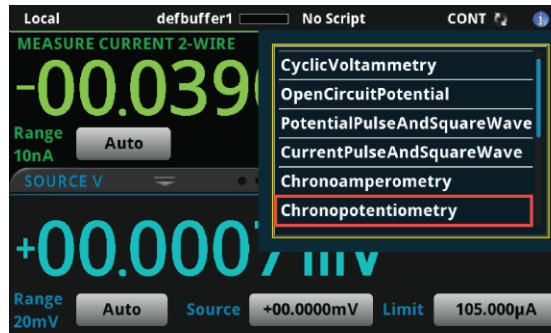 Local defbuffer1 No Script CONT
MEASURE CURRENT 2-WIRE
-00.039
Range Auto
10nA
CyclicVoltammetry
OpenCircuitPotential
PotentialPulseAndSquareWave
CurrentPulseAndSquareWave
Chronoamperometry
Chronopotentiometry
SOURCE V
+00.0007 mV
Range Auto Source +00.0000mV Limit 105.000µA
20mV